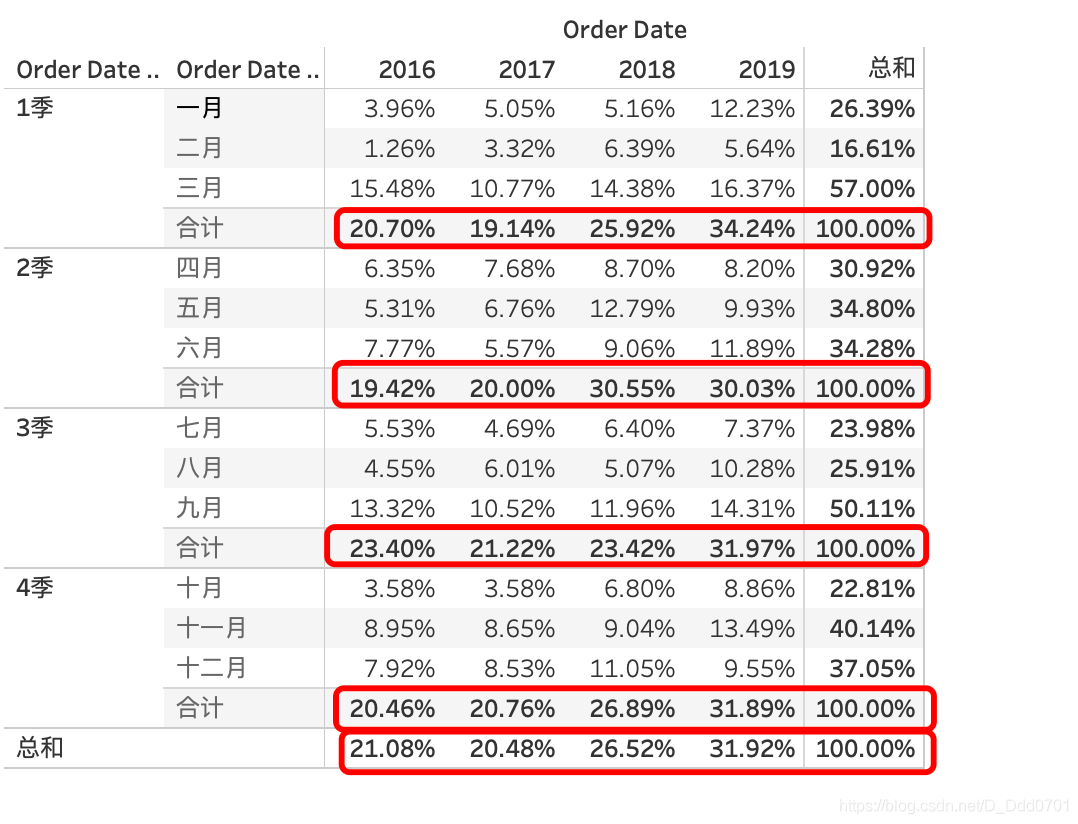 Order Date
Order Date .. Order Date .. 2016 2017 2018 2019 总和
1季 一月 3.96% 5.05% 5.16% 12.23% 26.39%
二月 1.26% 3.32% 6.39% 5.64% 16.61%
三月 15.48% 10.77% 14.38% 16.37% 57.00%
合计 20.70% 19.14% 25.92% 34.24% 100.00%
2季 四月 6.35% 7.68% 8.70% 8.20% 30.92%
五月 5.31% 6.76% 12.79% 9.93% 34.80%
六月 7.77% 5.57% 9.06% 11.89% 34.28%
合计 19.42% 20.00% 30.55% 30.03% 100.00%
3季 七月 5.53% 4.69% 6.40% 7.37% 23.98%
八月 4.55% 6.01% 5.07% 10.28% 25.91%
九月 13.32% 10.52% 11.96% 14.31% 50.11%
合计 23.40% 21.22% 23.42% 31.97% 100.00%
4季 十月 3.58% 3.58% 6.80% 8.86% 22.81%
十一月 8.95% 8.65% 9.04% 13.49% 40.14%
十二月 7.92% 8.53% 11.05% 9.55% 37.05%
合计 20.46% 20.76% 26.89% 31.89% 100.00%
总和 21.08% 20.48% 26.52% 31.92% 100.00%
https://blog.csdn.net/D_Ddd0701